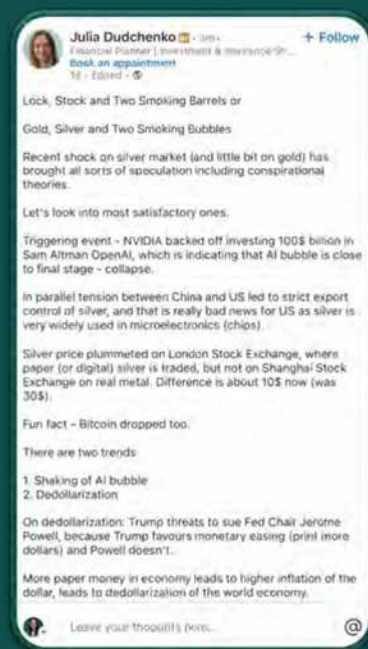 Julia Dudchenko
+ Follow
Financial Planner | Investment & Insurance
Book an appointment
1d • Edited •
Lock, Stock and Two Smoking Barrels or
Gold, Silver and Two Smoking Bubbles
Recent shock on silver market (and little bit on gold) has
brought all sorts of speculation including conspirational
theories.
Let's look into most satisfactory ones.
Triggering event - NVIDIA backed off investing 100$ billion in
Sam Altman OpenAI, which is indicating that AI bubble is close
to final stage - collapse.
In parallel tension between China and US led to strict export
control of silver, and that is really bad news for US as silver is
very widely used in microelectronics (chips).
Silver price plummeted on London Stock Exchange, where
paper (or digital) silver is traded, but not on Shanghai Stock
Exchange on real metal. Difference is about 10$ now (was
30$).
Fun fact – Bitcoin dropped too.
There are two trends
1. Shaking of AI bubble
2. Dedollarization
On dedollarization: Trump threats to sue Fed Chair Jerome
Powell, because Trump favours monetary easing (print more
dollars) and Powell doesn't.
More paper money in economy leads to higher inflation of the
dollar, leads to dedollarization of the world economy.
Leave your thoughts here...
@